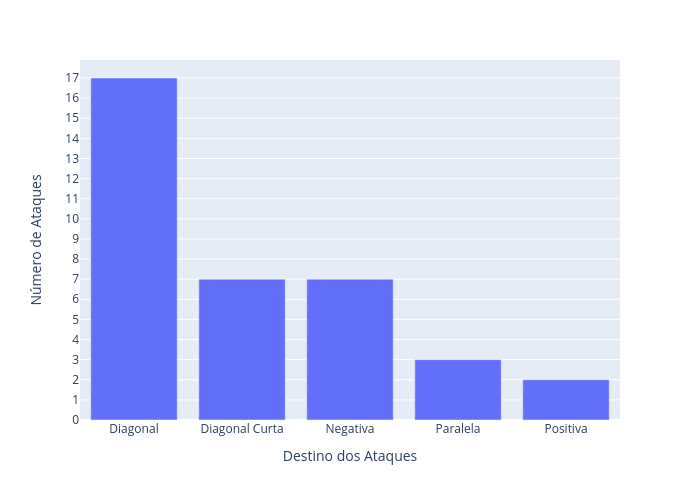 Número de Ataques
17
16
15
14
13
12
11
10
9
8
7
6
5
4
3
2
1
0
Diagonal
Diagonal Curta
Negativa
Paralela
Positiva
Destino dos Ataques